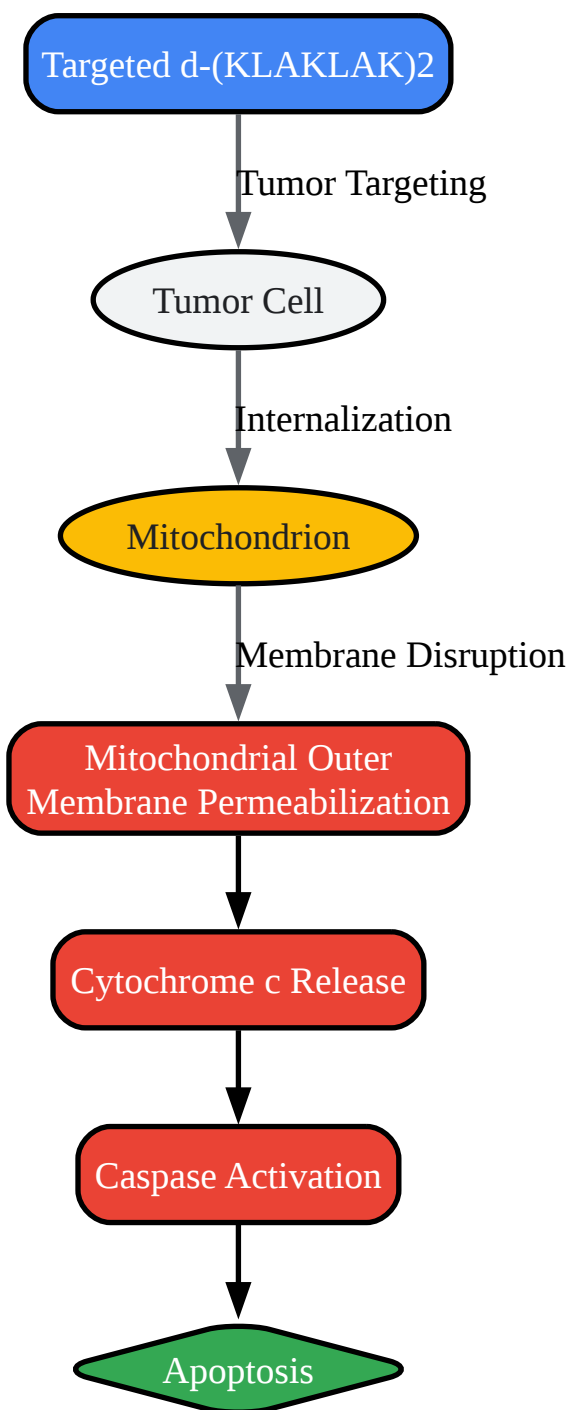 Targeted d-(KLAKLAK)2
Tumor Targeting
Tumor Cell
Internalization
Mitochondrion
Membrane Disruption
Mitochondrial Outer
Membrane Permeabilization
Cytochrome c Release
Caspase Activation
Apoptosis